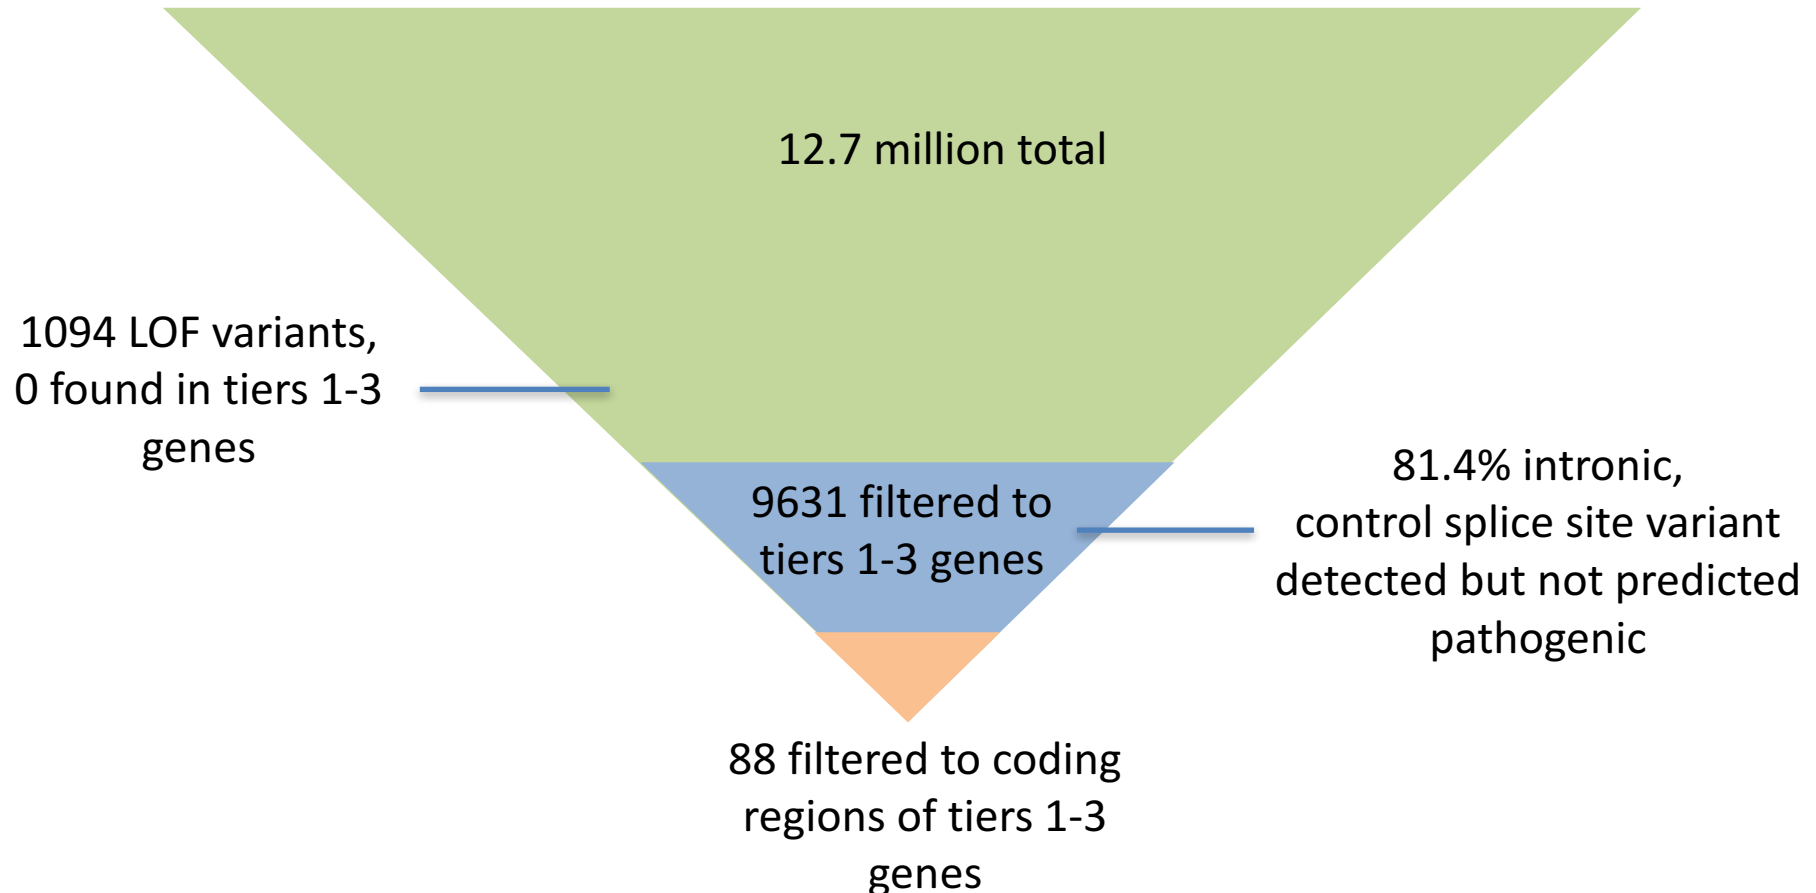 12.7 million total
1094 LOF variants,
0 found in tiers 1-3
genes
9631 filtered to
tiers 1-3 genes
81.4% intronic,
control splice site variant
detected but not predicted
pathogenic
88 filtered to coding
regions of tiers 1-3
genes